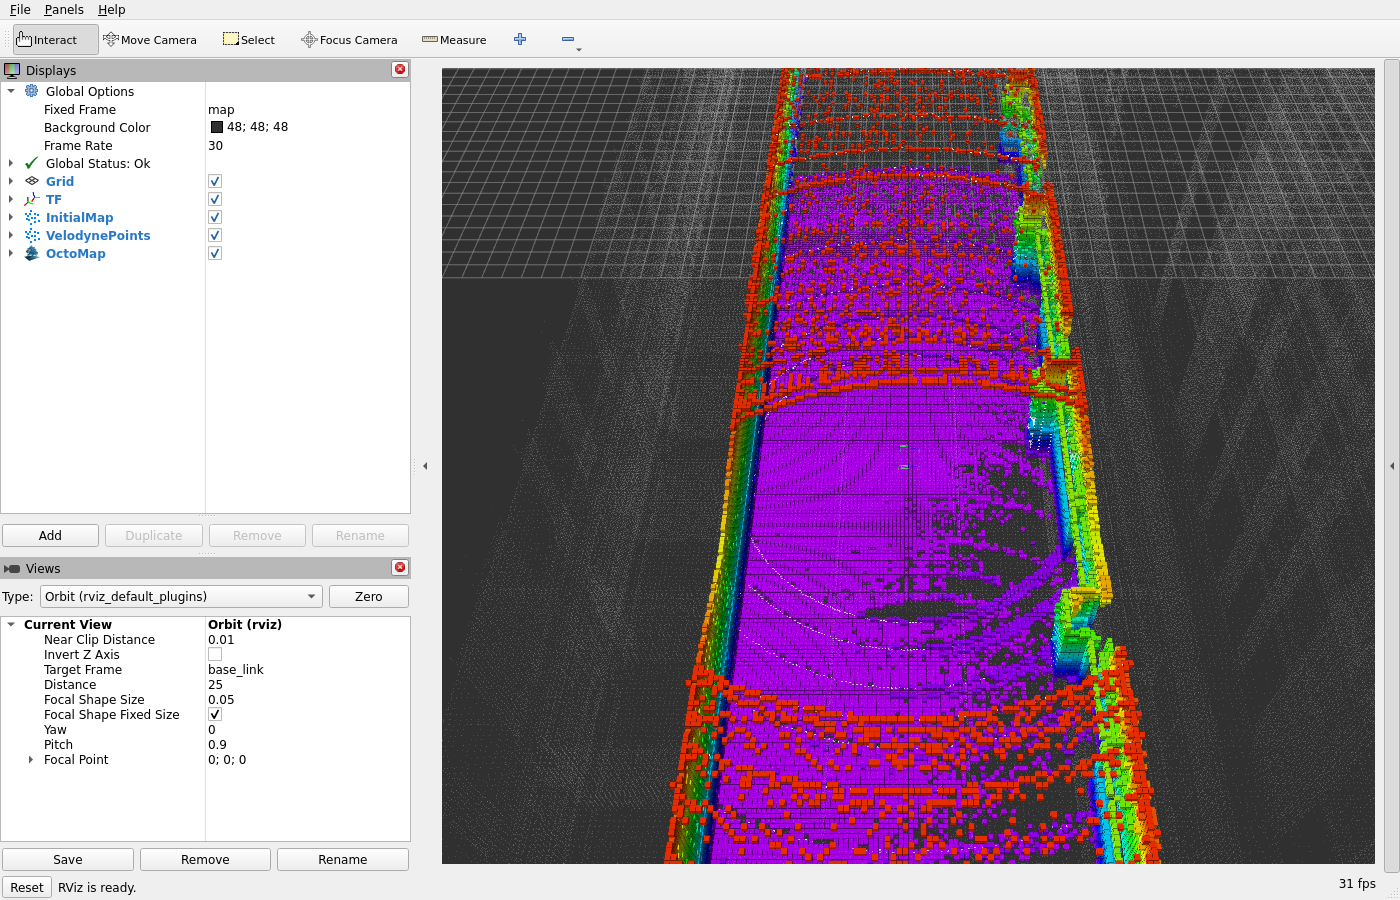 File Panels Help
Interact Move Camera Select Focus Camera Measure
Displays
Global Options
Fixed Frame map
Background Color 48; 48; 48
Frame Rate 30
Global Status: Ok
Grid
TF
InitialMap
VelodynePoints
OctoMap
Add Duplicate Remove Rename
Views
Type: Orbit (rviz_default_plugins) Zero
Current View Orbit (rviz)
Near Clip Distance 0.01
Invert Z Axis
Target Frame base_link
Distance 25
Focal Shape Size 0.05
Focal Shape Fixed Size
Yaw 0
Pitch 0.9
Focal Point 0; 0; 0
Save Remove Rename
Reset RViz is ready. 31 fps